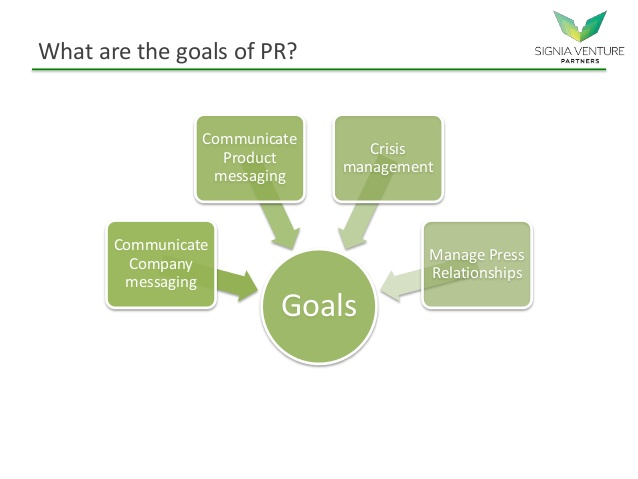 What are the goals of PR?
SIGNIA VENTURE
PARTNERS
Communicate
Product
messaging
Crisis
management
Communicate
Company
messaging
Manage Press
Relationships
Goals